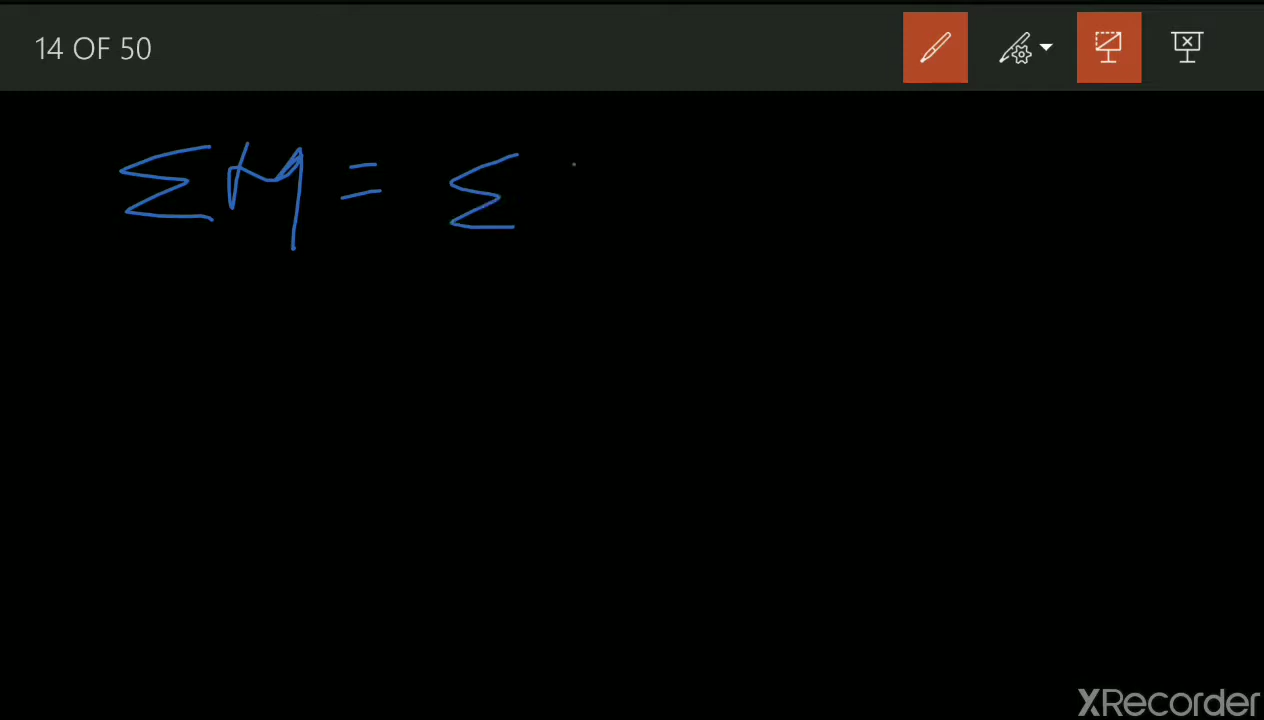 14 OF 50
ΣM = Σ
XRecorder